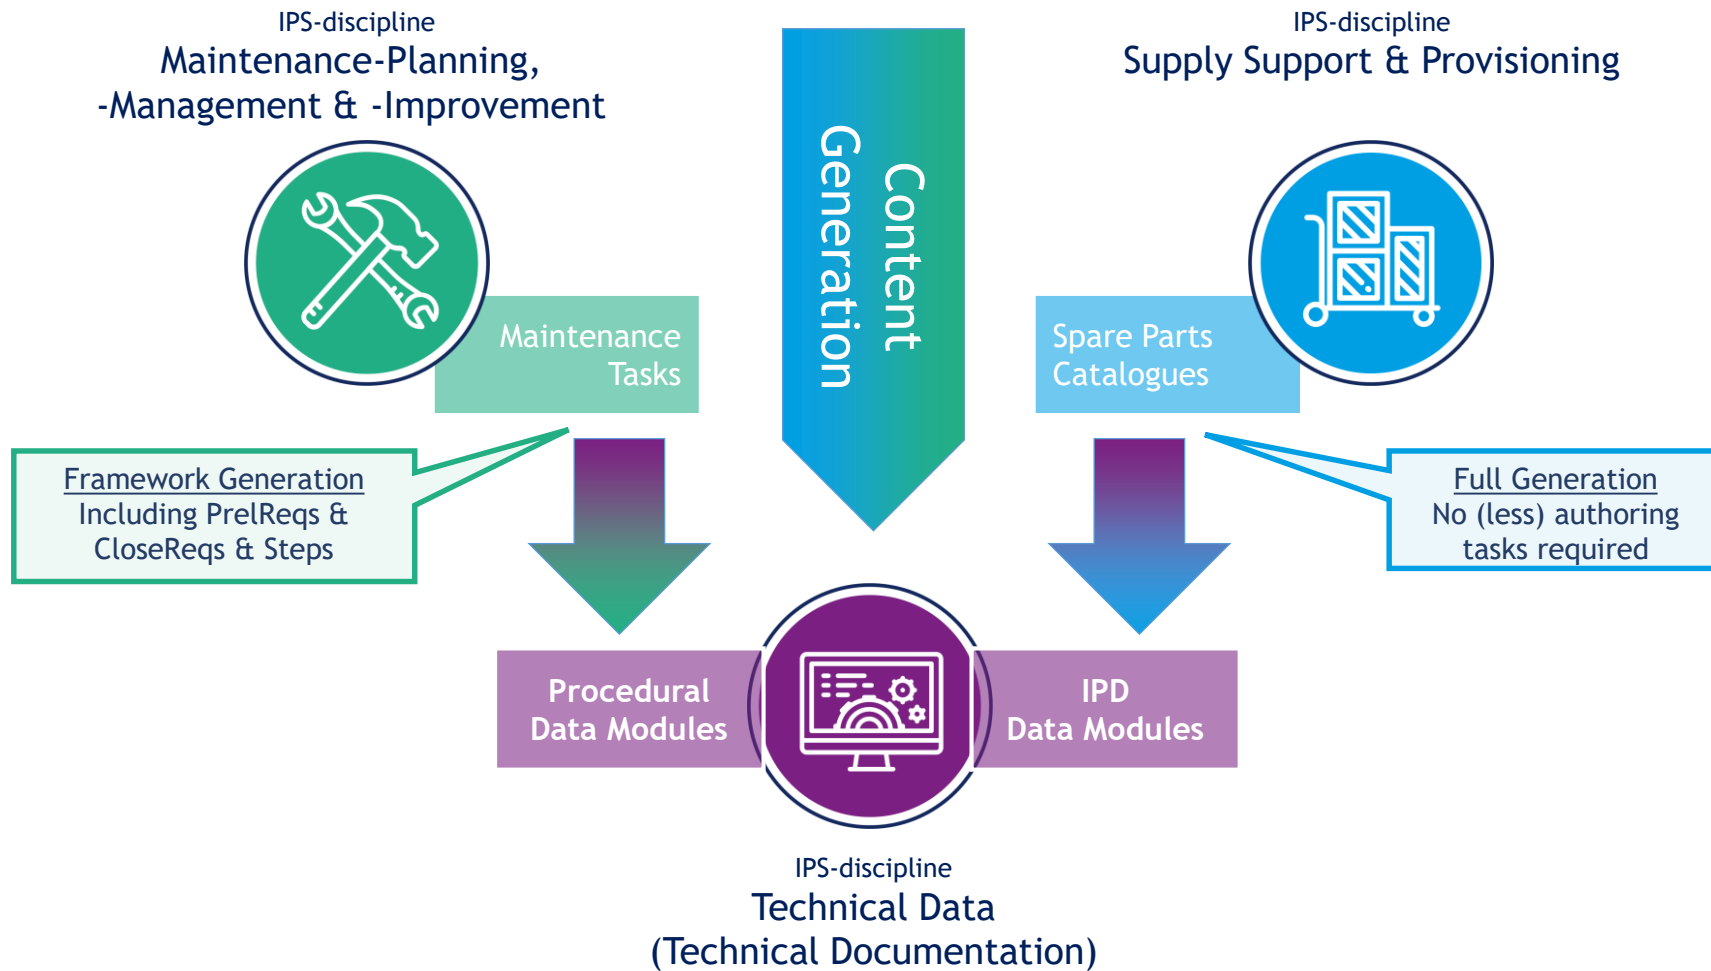 IPS-discipline
Maintenance-Planning,
-Management & -Improvement
IPS-discipline
Supply Support & Provisioning
Content
Generation
Maintenance
Tasks
Spare Parts
Catalogues
Framework Generation
Including PrelReqs &
CloseReqs & Steps
Full Generation
No (less) authoring
tasks required
Procedural
Data Modules
IPD
Data Modules
IPS-discipline
Technical Data
(Technical Documentation)